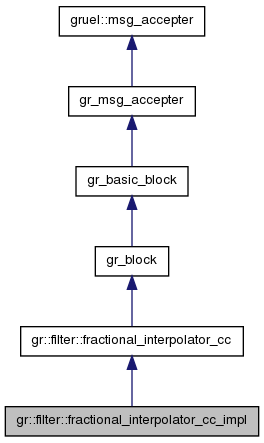 gruel::msg_accepter
gr_msg_accepter
gr_basic_block
gr_block
gr::filter::fractional_interpolator_cc
gr::filter::fractional_interpolator_cc_impl